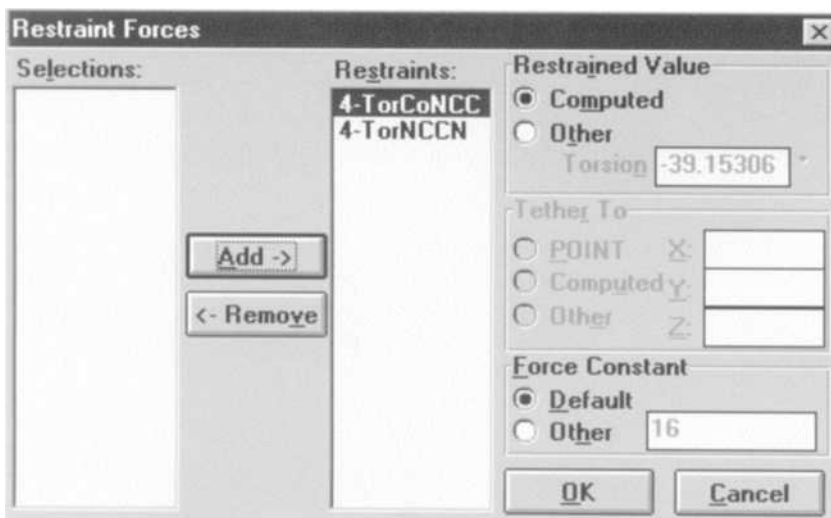 Restraint Forces
Selections:
Restraints:
4-TorCoNCC
4-TorNCCN
Add ->
<- Remove
Restrained Value
Computed
Other
Torsion -39.15306 °
Tether To
POINT X:
Computed Y:
Other Z:
Force Constant
Default
Other 16
OK
Cancel